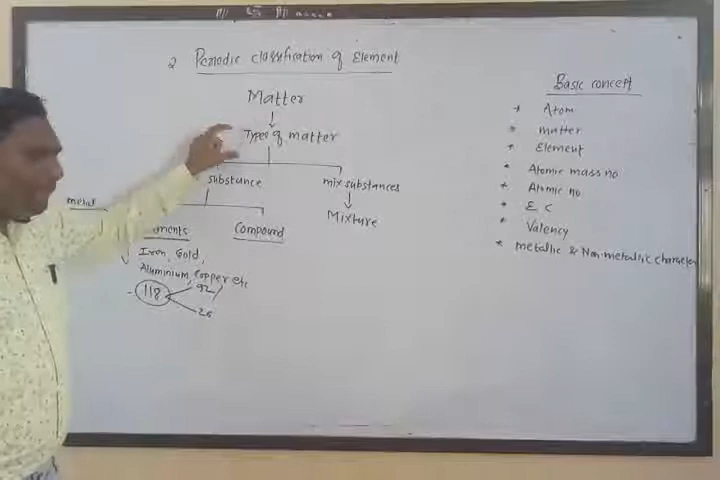 2 Periodic classification of Element
Matter
Types of matter
substance
mix substances
Mixture
metal
ments
Compound
Iron, Gold,
Aluminium, Copper etc
118
92
26
Basic concept
* Atom
* matter
* Element
* Atomic mass no
* Atomic no.
* E C
* Valency
* Metallic & Non-metallic character